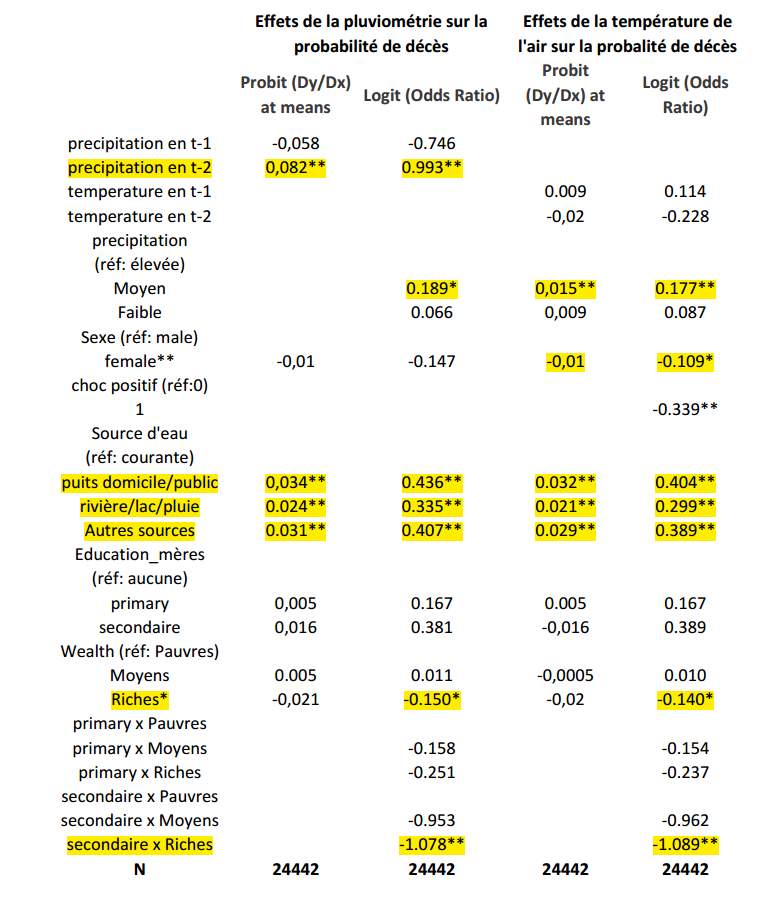 Effets de la pluviométrie sur la probabilité de décès Effets de la température de l'air sur la probalité de décès
Probit (Dy/Dx) at means Logit (Odds Ratio) Probit (Dy/Dx) at means Logit (Odds Ratio)
precipitation en t-1 -0,058 -0.746
precipitation en t-2 0,082** 0.993**
temperature en t-1 0.009 0.114
temperature en t-2 -0,02 -0.228
precipitation
(réf: élevée)
Moyen 0.189* 0,015** 0.177**
Faible 0.066 0,009 0.087
Sexe (réf: male)
female** -0,01 -0.147 -0,01 -0.109*
choc positif (réf:0)
1 -0.339**
Source d'eau
(réf: courante)
puits domicile/public 0,034** 0.436** 0.032** 0.404**
rivière/lac/pluie 0.024** 0.335** 0.021** 0.299**
Autres sources 0.031** 0.407** 0.029** 0.389**
Education_mères
(réf: aucune)
primary 0,005 0.167 0.005 0.167
secondaire 0,016 0.381 -0,016 0.389
Wealth (réf: Pauvres)
Moyens 0.005 0.011 -0,0005 0.010
Riches* -0,021 -0.150* -0,02 -0.140*
primary x Pauvres
primary x Moyens -0.158 -0.154
primary x Riches -0.251 -0.237
secondaire x Pauvres
secondaire x Moyens -0.953 -0.962
secondaire x Riches -1.078** -1.089**
N 24442 24442 24442 24442